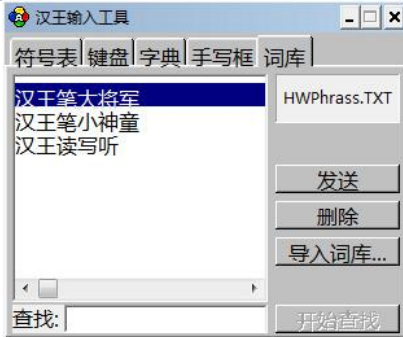 汉王输入工具
符号表 键盘 字典 手写框 词库
汉王笔大将军
汉王笔小神童
汉王读写听
HWPhrass.TXT
发送
删除
导入词库...
查找:
开始查找